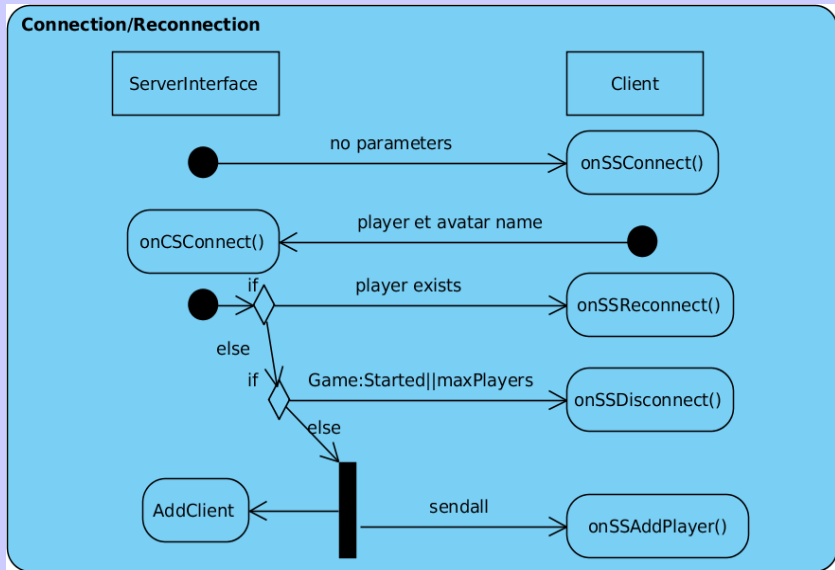 Connection/Reconnection
ServerInterface
Client
no parameters
onSSConnect()
player et avatar name
onCSConnect()
if
player exists
onSSReconnect()
else
if
Game:Started||maxPlayers
onSSDisconnect()
else
AddClient
sendall
onSSAddPlayer()